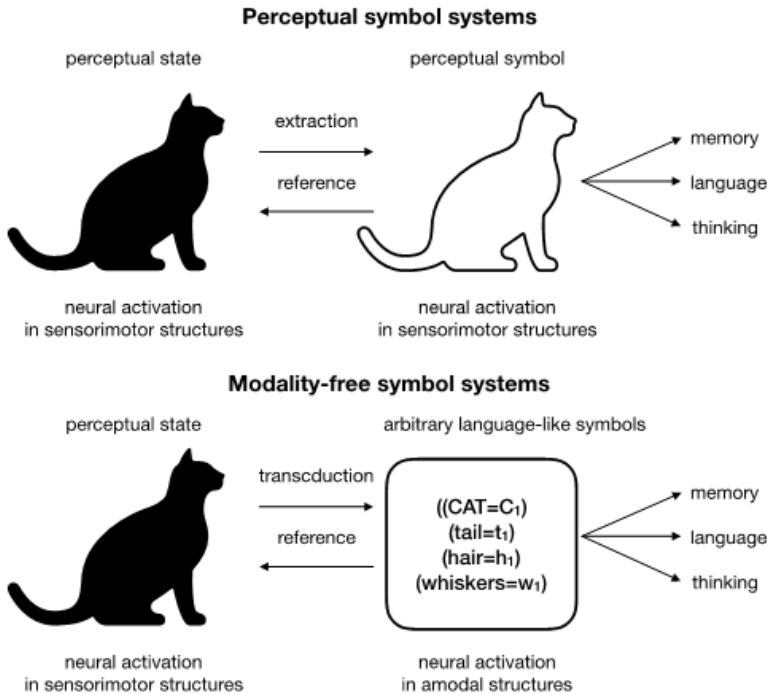 Perceptual symbol systems
perceptual state
perceptual symbol
extraction
reference
memory
language
thinking
neural activation
in sensorimotor structures
neural activation
in sensorimotor structures
Modality-free symbol systems
perceptual state
arbitrary language-like symbols
transcduction
reference
((CAT=C₁)
(tail=t₁)
(hair=h₁)
(whiskers=w₁)
memory
language
thinking
neural activation
in sensorimotor structures
neural activation
in amodal structures